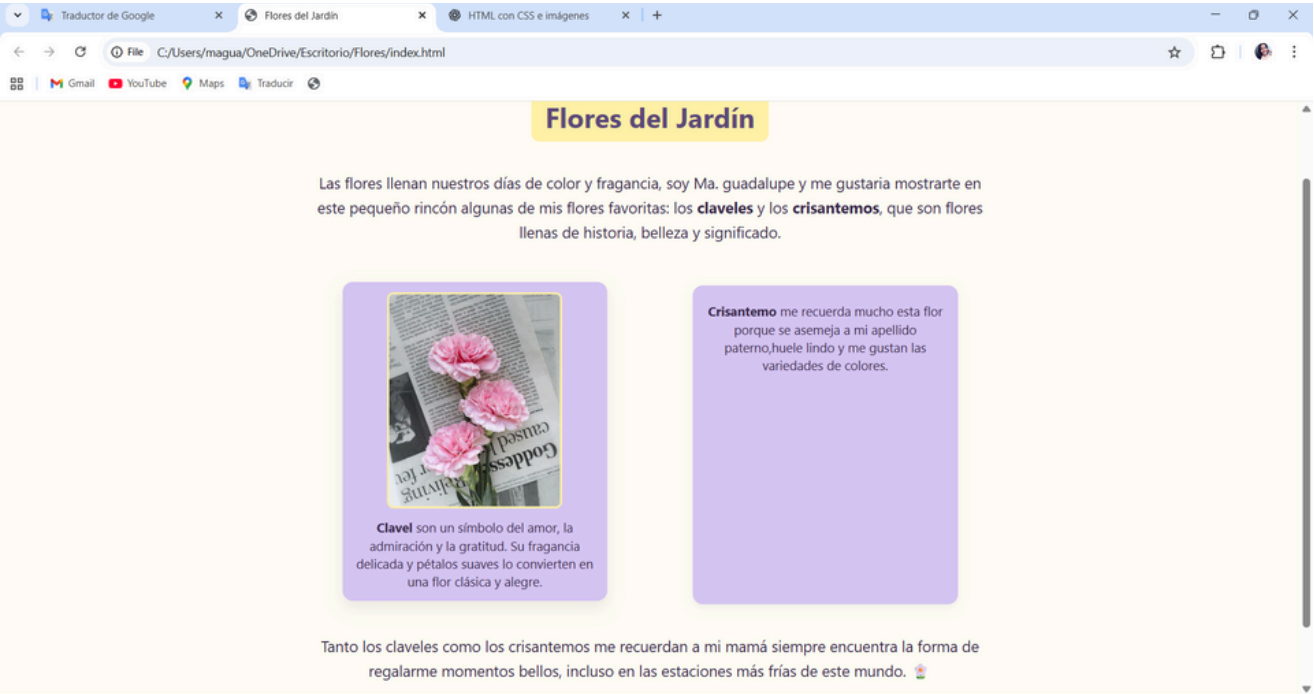 Traductor de Google
Flores del Jardín
HTML con CSS e imágenes
File C:/Users/magua/OneDrive/Escritorio/Flores/index.html
Gmail YouTube Maps Traducir
Flores del Jardín
Las flores llenan nuestros días de color y fragancia, soy Ma. guadalupe y me gustaria mostrarte en
este pequeño rincón algunas de mis flores favoritas: los claveles y los crisantemos, que son flores
llenas de historia, belleza y significado.
caused
Goddess
Reliving
Clavel son un símbolo del amor, la
admiración y la gratitud. Su fragancia
delicada y pétalos suaves lo convierten en
una flor clásica y alegre.
Crisantemo me recuerda mucho esta flor
porque se asemeja a mi apellido
paterno,huele lindo y me gustan las
variedades de colores.
Tanto los claveles como los crisantemos me recuerdan a mi mamá siempre encuentra la forma de
regalarme momentos bellos, incluso en las estaciones más frías de este mundo.